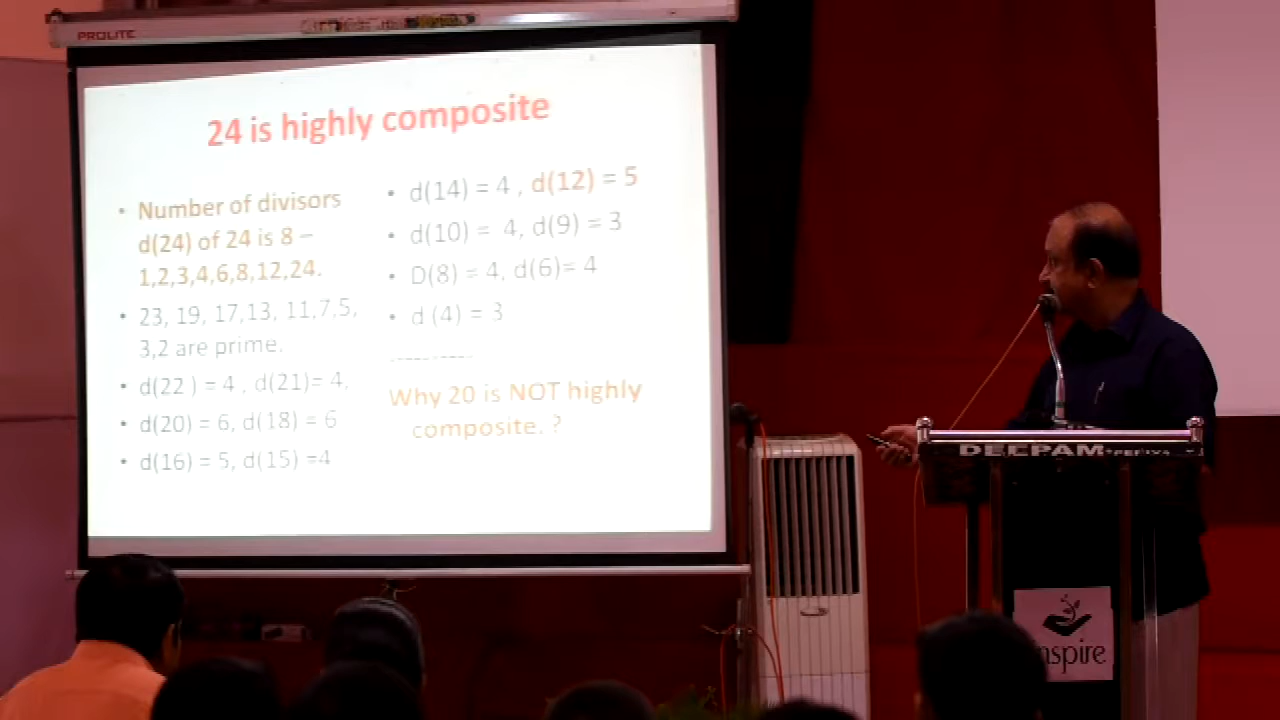 PROLITE
24 is highly composite
• Number of divisors
d(24) of 24 is 8 –
1,2,3,4,6,8,12,24.
• 23, 19, 17,13, 11,7,5,
3,2 are prime.
• d(22 ) = 4 , d(21)= 4,
• d(20) = 6, d(18) = 6
• d(16) = 5, d(15) =4
• d(14) = 4 , d(12) = 5
• d(10) = 4, d(9) = 3
• D(8) = 4, d(6)= 4
• d (4) = 3
----------
Why 20 is NOT highly
composite. ?
DEEPAM
nspire